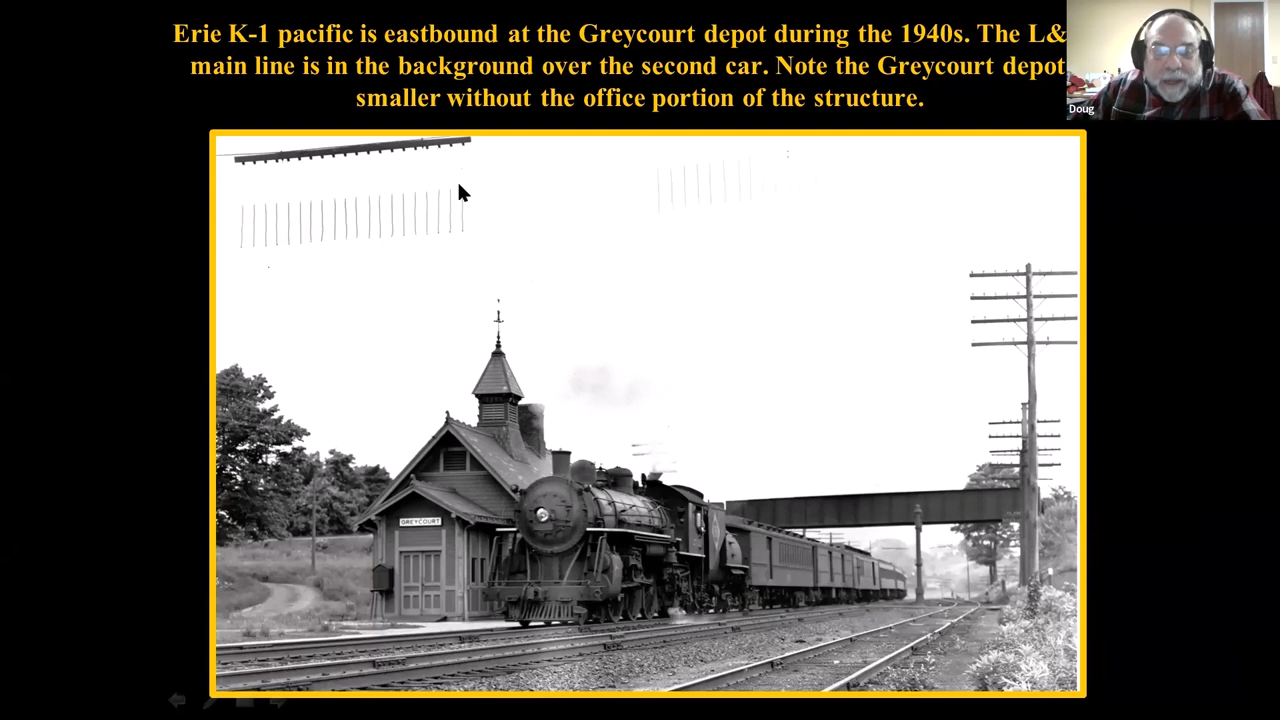 Erie K-1 pacific is eastbound at the Greycourt depot during the 1940s. The L&
main line is in the background over the second car. Note the Greycourt depot
smaller without the office portion of the structure.
Doug
GREYCOURT